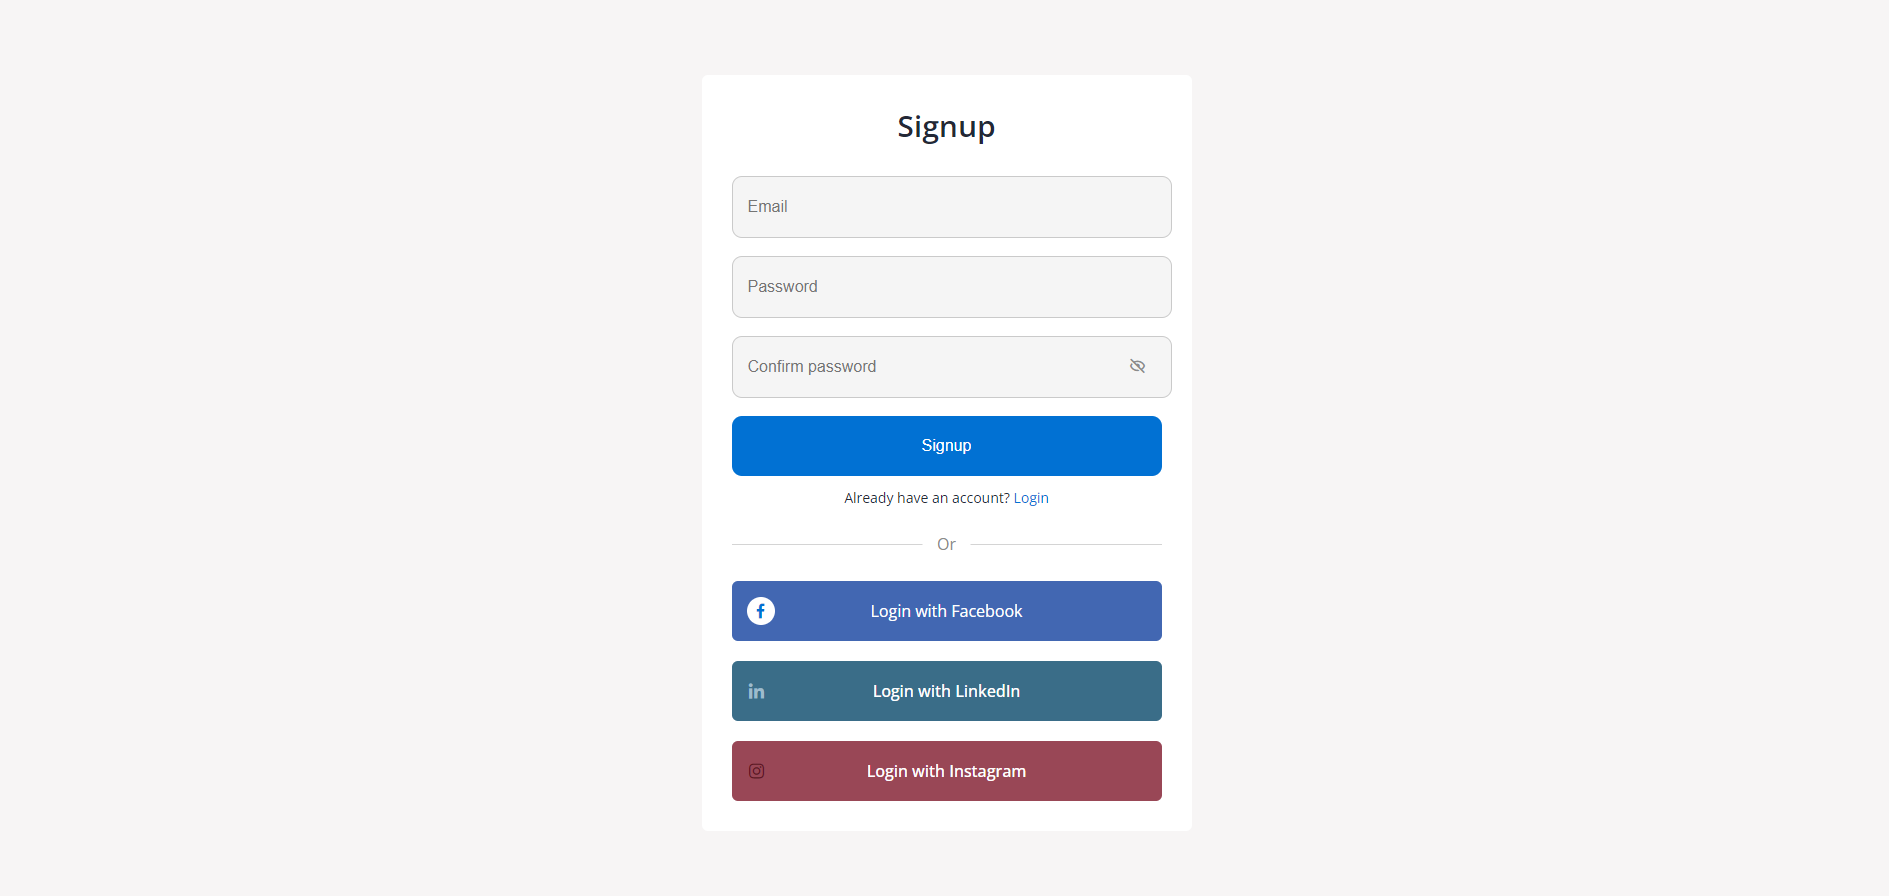 Signup
Email
Password
Confirm password
Signup
Already have an account? Login
Or
Login with Facebook
Login with LinkedIn
Login with Instagram